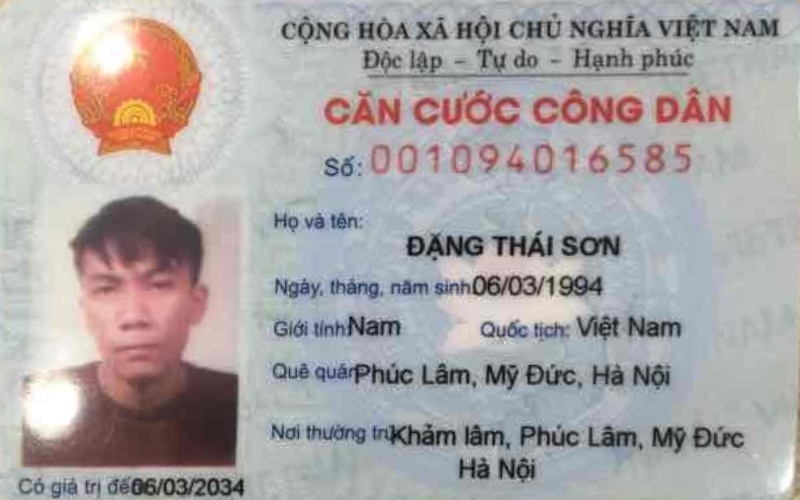 CỘNG HÒA XÃ HỘI CHỦ NGHĨA VIỆT NAM
Độc lập - Tự do - Hạnh phúc
CĂN CƯỚC CÔNG DÂN
Số: 001094016585
Họ và tên:
ĐẶNG THÁI SƠN
Ngày, tháng, năm sinh 06/03/1994
Giới tính: Nam Quốc tịch: Việt Nam
Quê quán Phúc Lâm, Mỹ Đức, Hà Nội
Nơi thường trú Khảm lâm, Phúc Lâm, Mỹ Đức
Hà Nội
Có giá trị đến 06/03/2034